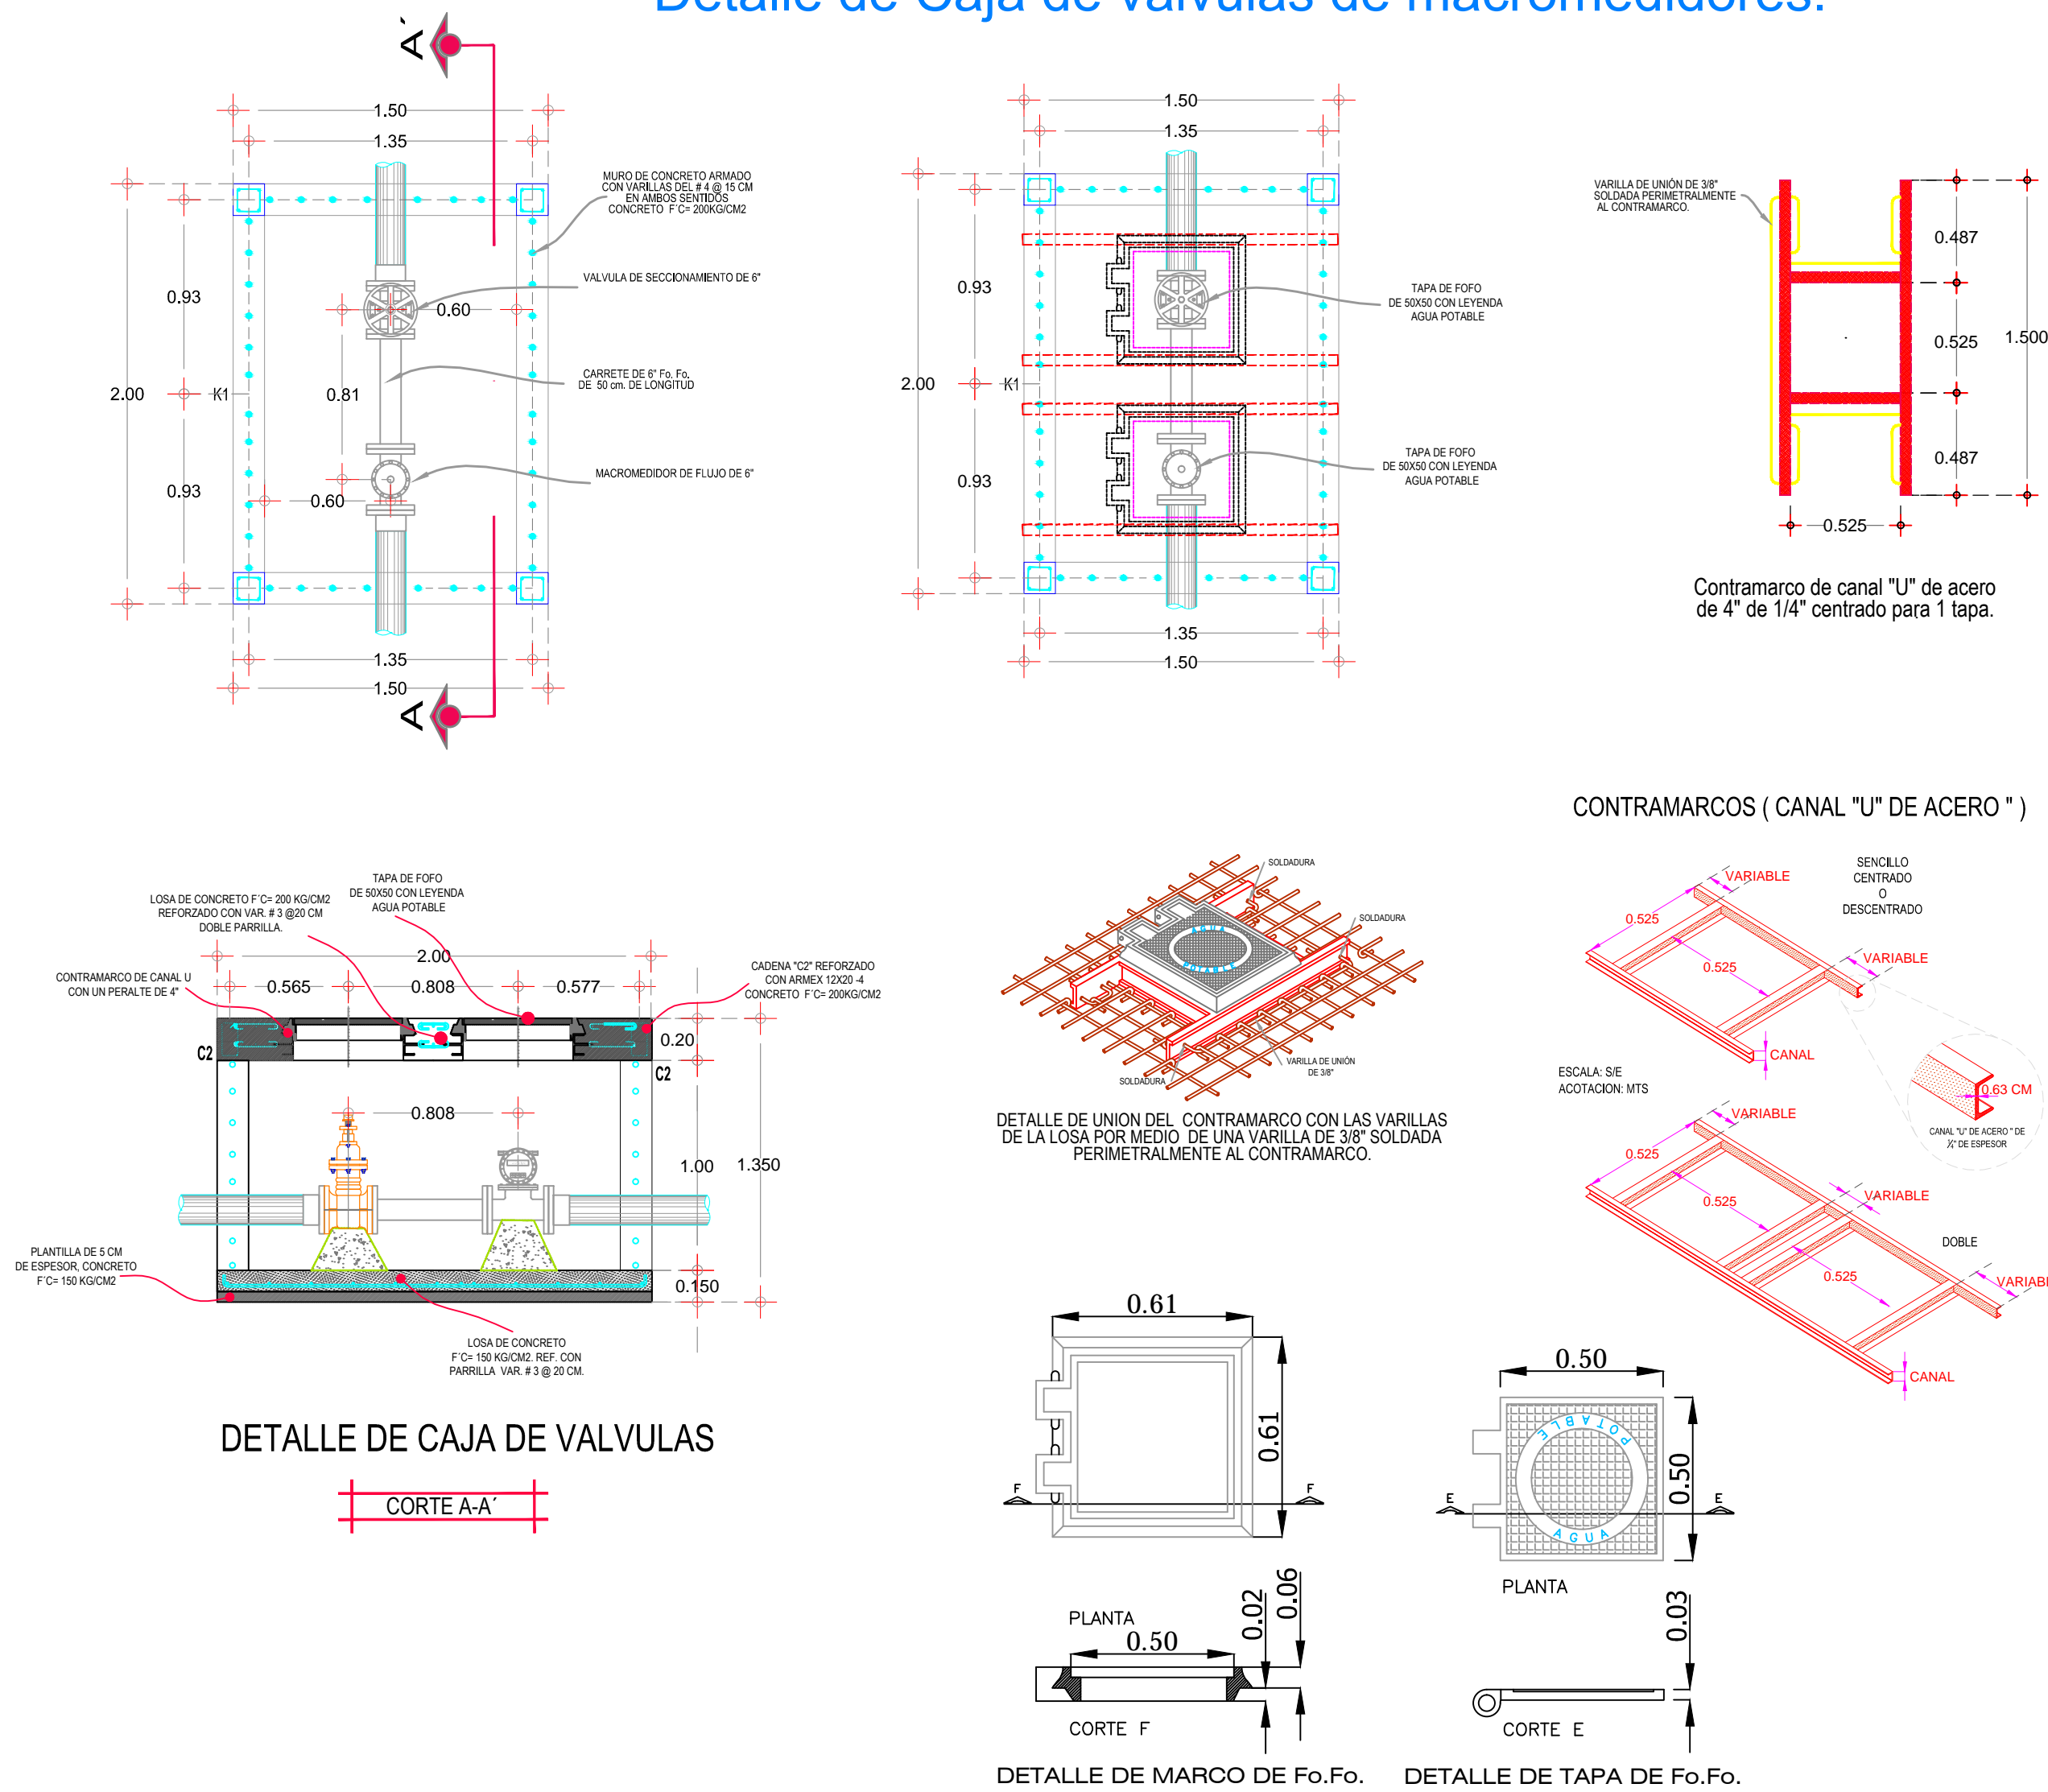 Detalle de Caja de valvulas de macromedidores.
A´
1.50
1.35
MURO DE CONCRETO ARMADO
CON VARILLAS DEL # 4 @ 15 CM
EN AMBOS SENTIDOS
CONCRETO F´C= 200KG/CM2
VALVULA DE SECCIONAMIENTO DE 6"
0.93
0.60
CARRETE DE 6" Fo. Fo.
DE 50 cm. DE LONGITUD
2.00
K1
0.81
MACROMEDIDOR DE FLUJO DE 6"
0.93
0.60
1.35
1.50
A
1.50
1.35
0.93
TAPA DE FOFO
DE 50X50 CON LEYENDA
AGUA POTABLE
2.00
K1
TAPA DE FOFO
DE 50X50 CON LEYENDA
AGUA POTABLE
0.93
1.35
1.50
VARILLA DE UNIÓN DE 3/8"
SOLDADA PERIMETRALMENTE
AL CONTRAMARCO.
0.487
0.525
1.500
0.487
0.525
Contramarco de canal "U" de acero
de 4" de 1/4" centrado para 1 tapa.
TAPA DE FOFO
DE 50X50 CON LEYENDA
AGUA POTABLE
LOSA DE CONCRETO F´C= 200 KG/CM2
REFORZADO CON VAR. # 3 @20 CM
DOBLE PARRILLA.
2.00
CONTRAMARCO DE CANAL U
CON UN PERALTE DE 4"
0.565
0.808
0.577
CADENA "C2" REFORZADO
CON ARMEX 12X20 -4
CONCRETO F´C= 200KG/CM2
C2
0.20
C2
0.808
1.00
1.350
PLANTILLA DE 5 CM
DE ESPESOR, CONCRETO
F´C= 150 KG/CM2
0.150
LOSA DE CONCRETO
F´C= 150 KG/CM2. REF. CON
PARRILLA VAR. # 3 @ 20 CM.
DETALLE DE CAJA DE VALVULAS
CORTE A-A´
SOLDADURA
SOLDADURA
AGUA
POTABLE
VARILLA DE UNIÓN
DE 3/8"
SOLDADURA
DETALLE DE UNION DEL CONTRAMARCO CON LAS VARILLAS
DE LA LOSA POR MEDIO DE UNA VARILLA DE 3/8" SOLDADA
PERIMETRALMENTE AL CONTRAMARCO.
CONTRAMARCOS ( CANAL "U" DE ACERO " )
SENCILLO
CENTRADO
O
DESCENTRADO
VARIABLE
0.525
0.525
VARIABLE
CANAL
ESCALA: S/E
ACOTACION: MTS
0.63 CM
CANAL "U" DE ACERO " DE
¼" DE ESPESOR
VARIABLE
0.525
0.525
VARIABLE
DOBLE
0.525
VARIABL
CANAL
0.61
0.61
F
F
PLANTA
0.50
0.02
0.06
CORTE F
DETALLE DE MARCO DE Fo.Fo.
0.50
POTABLE
AGUA
0.50
E
E
PLANTA
0.03
CORTE E
DETALLE DE TAPA DE Fo.Fo.